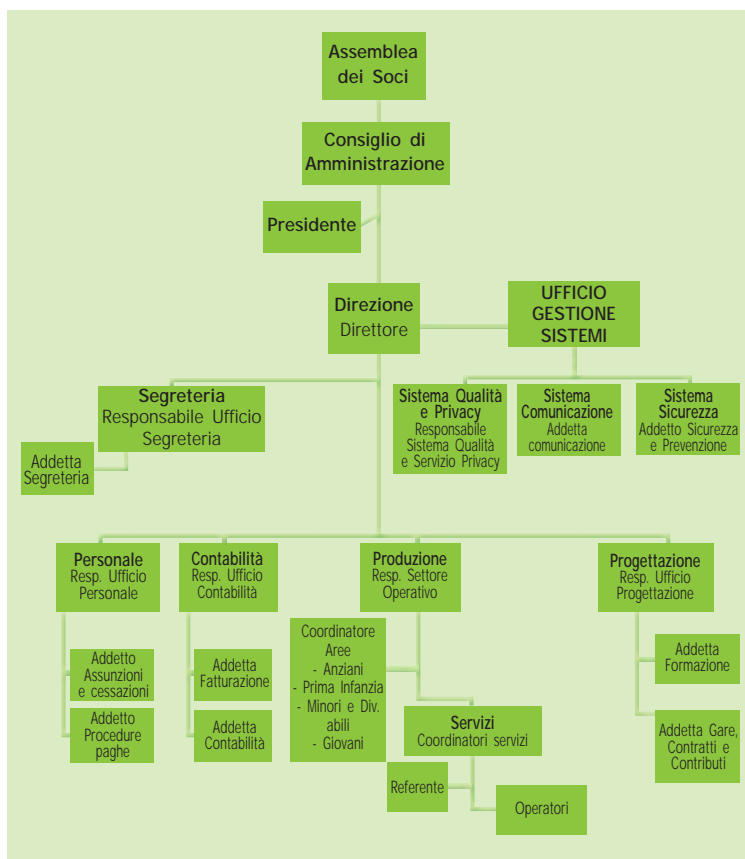 Assemblea
dei Soci
Consiglio di
Amministrazione
Presidente
Direzione
Direttore
UFFICIO
GESTIONE
SISTEMI
Segreteria
Responsabile Ufficio
Segreteria
Addetta
Segreteria
Sistema Qualità
e Privacy
Responsabile
Sistema Qualità
e Servizio Privacy
Sistema
Comunicazione
Addetta
comunicazione
Sistema
Sicurezza
Addetto Sicurezza
e Prevenzione
Personale
Resp. Ufficio
Personale
Addetto
Assunzioni
e cessazioni
Addetto
Procedure
paghe
Contabilità
Resp. Ufficio
Contabilità
Addetta
Fatturazione
Addetta
Contabilità
Produzione
Resp. Settore
Operativo
Coordinatore
Aree
- Anziani
- Prima Infanzia
- Minori e Div.
abili
- Giovani
Servizi
Coordinatori servizi
Referente
Operatori
Progettazione
Resp. Ufficio
Progettazione
Addetta
Formazione
Addetta Gare,
Contratti e
Contributi